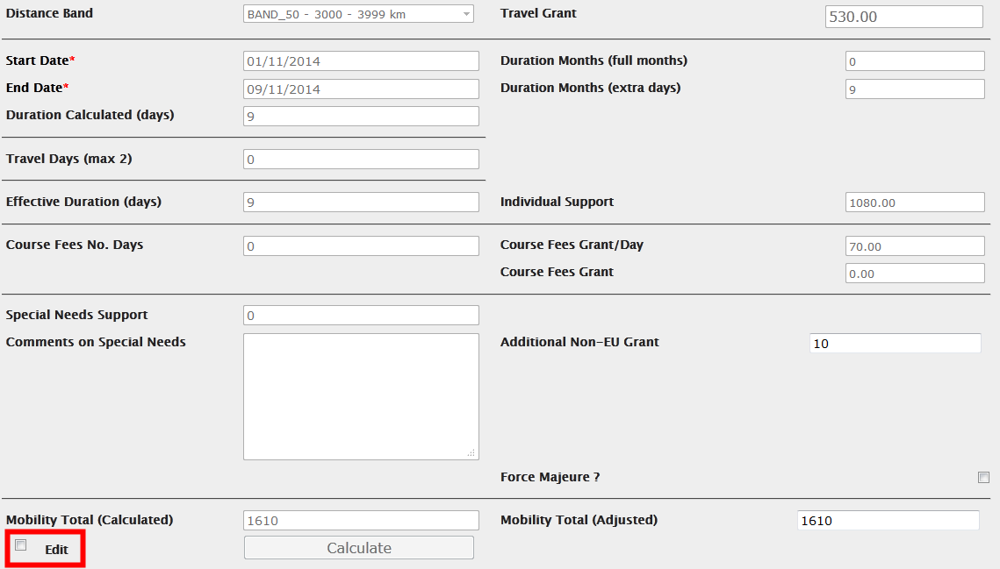 Distance Band BAND_50 - 3000 - 3999 km Travel Grant 530.00
Start Date* 01/11/2014 Duration Months (full months) 0
End Date* 09/11/2014 Duration Months (extra days) 9
Duration Calculated (days) 9
Travel Days (max 2) 0
Effective Duration (days) 9 Individual Support 1080.00
Course Fees No. Days 0 Course Fees Grant/Day 70.00
Course Fees Grant 0.00
Special Needs Support 0
Comments on Special Needs Additional Non-EU Grant 10
Force Majeure ?
Mobility Total (Calculated) 1610 Mobility Total (Adjusted) 1610
Edit Calculate